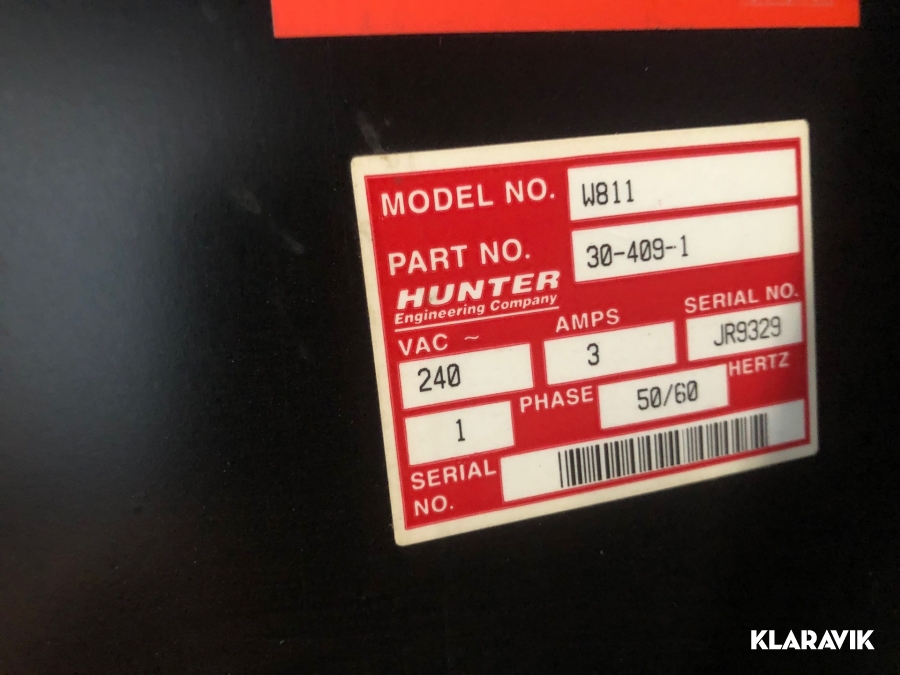 MODEL NO. W811
PART NO. 30-409-1
HUNTER
Engineering Company
VAC ~ AMPS SERIAL NO.
240 3 JR9329
1 PHASE 50/60 HERTZ
SERIAL
NO.
KLARAVIK